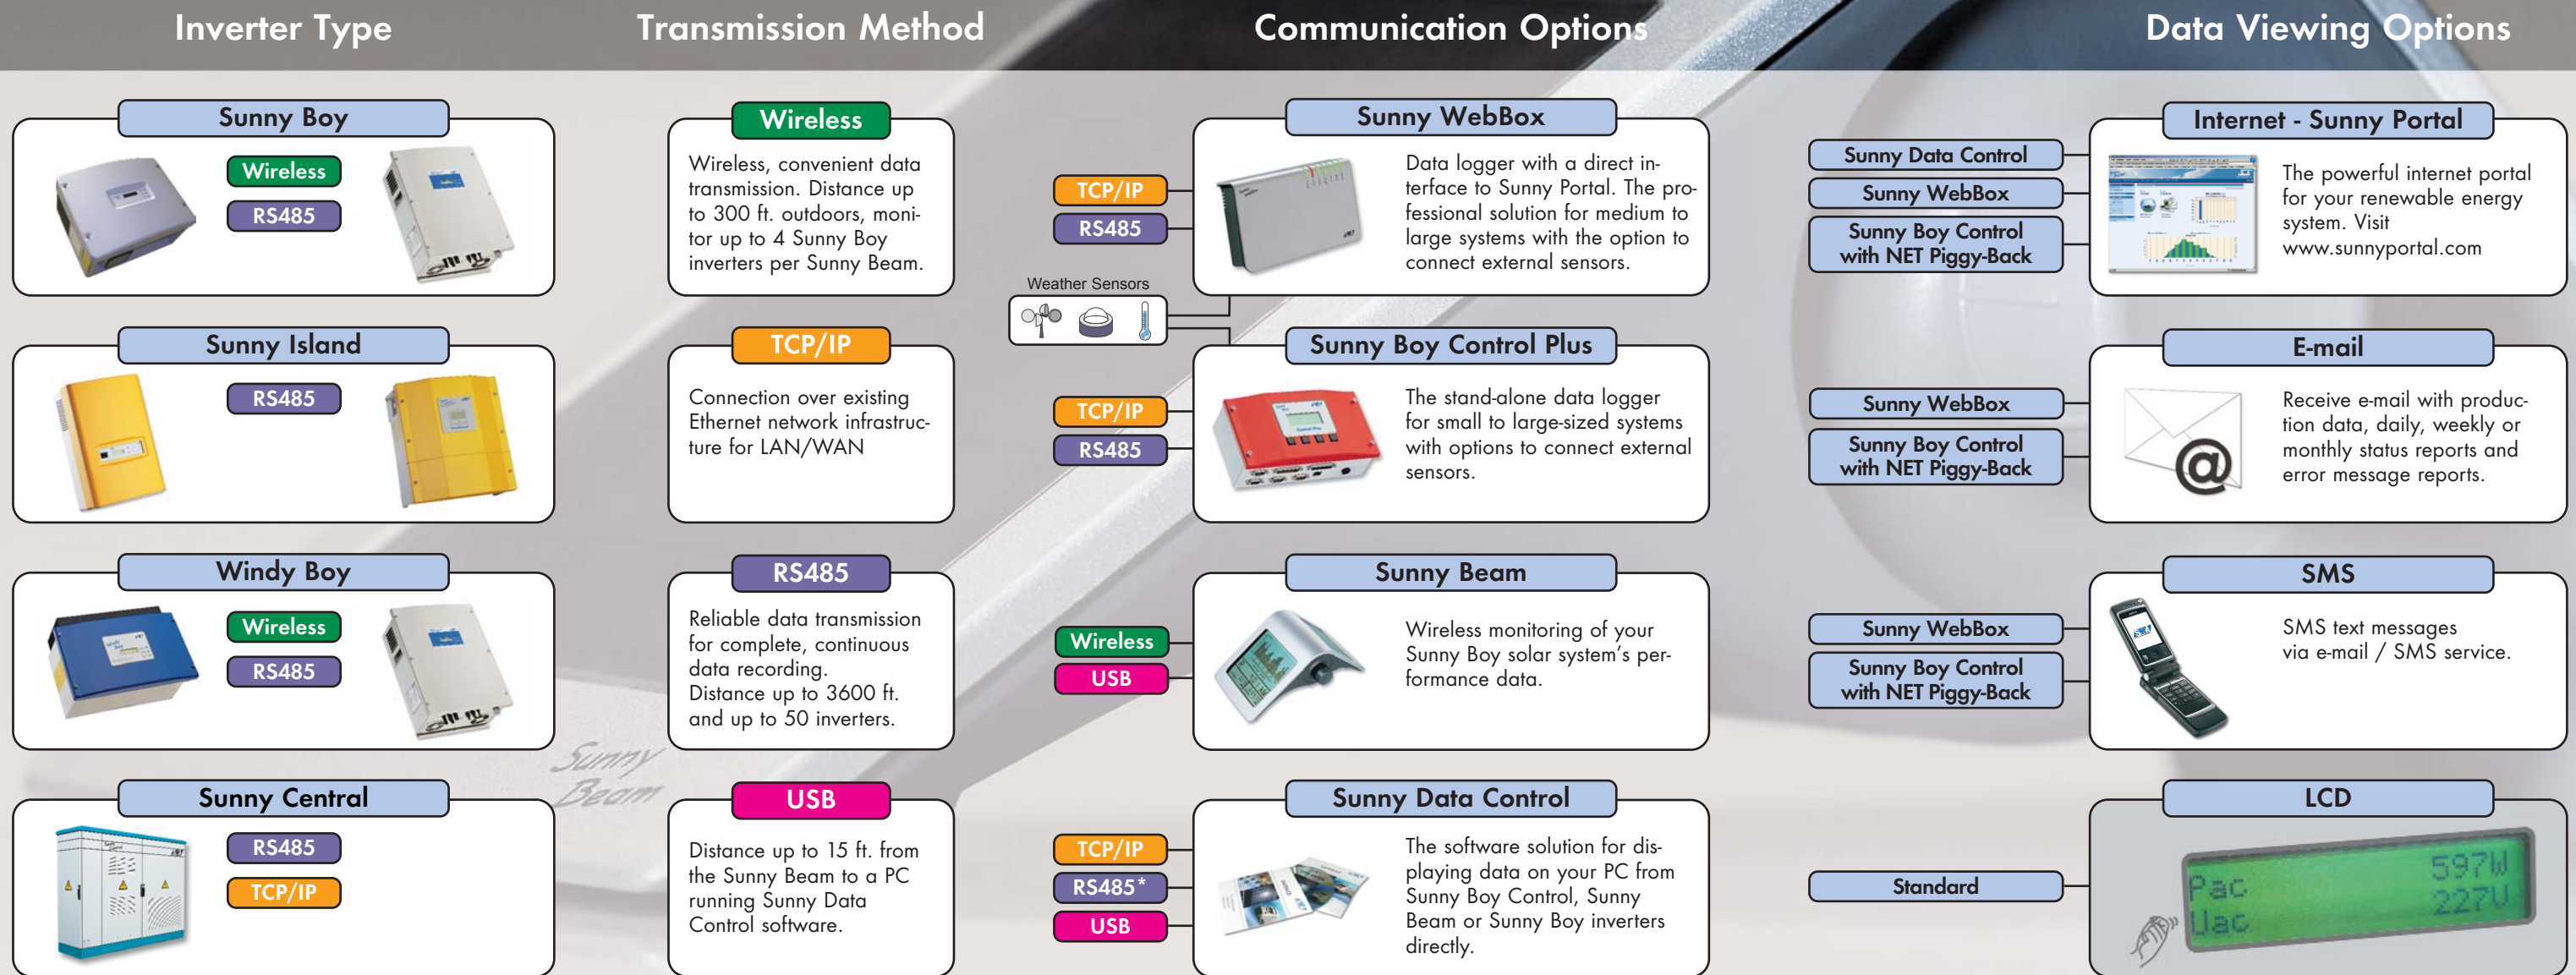 Inverter Type
Transmission Method
Communication Options
Data Viewing Options
Sunny Boy
Wireless
RS485
Sunny Island
RS485
Windy Boy
Wireless
RS485
Sunny Central
RS485
TCP/IP
Wireless
Wireless, convenient data
transmission. Distance up
to 300 ft. outdoors, moni-
tor up to 4 Sunny Boy
inverters per Sunny Beam.
TCP/IP
Connection over existing
Ethernet network infrastruc-
ture for LAN/WAN
RS485
Reliable data transmission
for complete, continuous
data recording.
Distance up to 3600 ft.
and up to 50 inverters.
USB
Distance up to 15 ft. from
the Sunny Beam to a PC
running Sunny Data
Control software.
Sunny
Beam
Sunny WebBox
TCP/IP
RS485
Data logger with a direct in-
terface to Sunny Portal. The pro-
fessional solution for medium to
large systems with the option to
connect external sensors.
Weather Sensors
Sunny Boy Control Plus
TCP/IP
RS485
The stand-alone data logger
for small to large-sized systems
with options to connect external
sensors.
Sunny Beam
Wireless
USB
Wireless monitoring of your
Sunny Boy solar system's per-
formance data.
Sunny Data Control
TCP/IP
RS485*
USB
The software solution for dis-
playing data on your PC from
Sunny Boy Control, Sunny
Beam or Sunny Boy inverters
directly.
Internet - Sunny Portal
Sunny Data Control
Sunny WebBox
Sunny Boy Control
with NET Piggy-Back
The powerful internet portal
for your renewable energy
system. Visit
www.sunnyportal.com
E-mail
Sunny WebBox
Sunny Boy Control
with NET Piggy-Back
Receive e-mail with produc-
tion data, daily, weekly or
monthly status reports and
error message reports.
@
SMS
Sunny WebBox
Sunny Boy Control
with NET Piggy-Back
SMS text messages
via e-mail / SMS service.
LCD
Standard
Pac 597W
Uac 227V